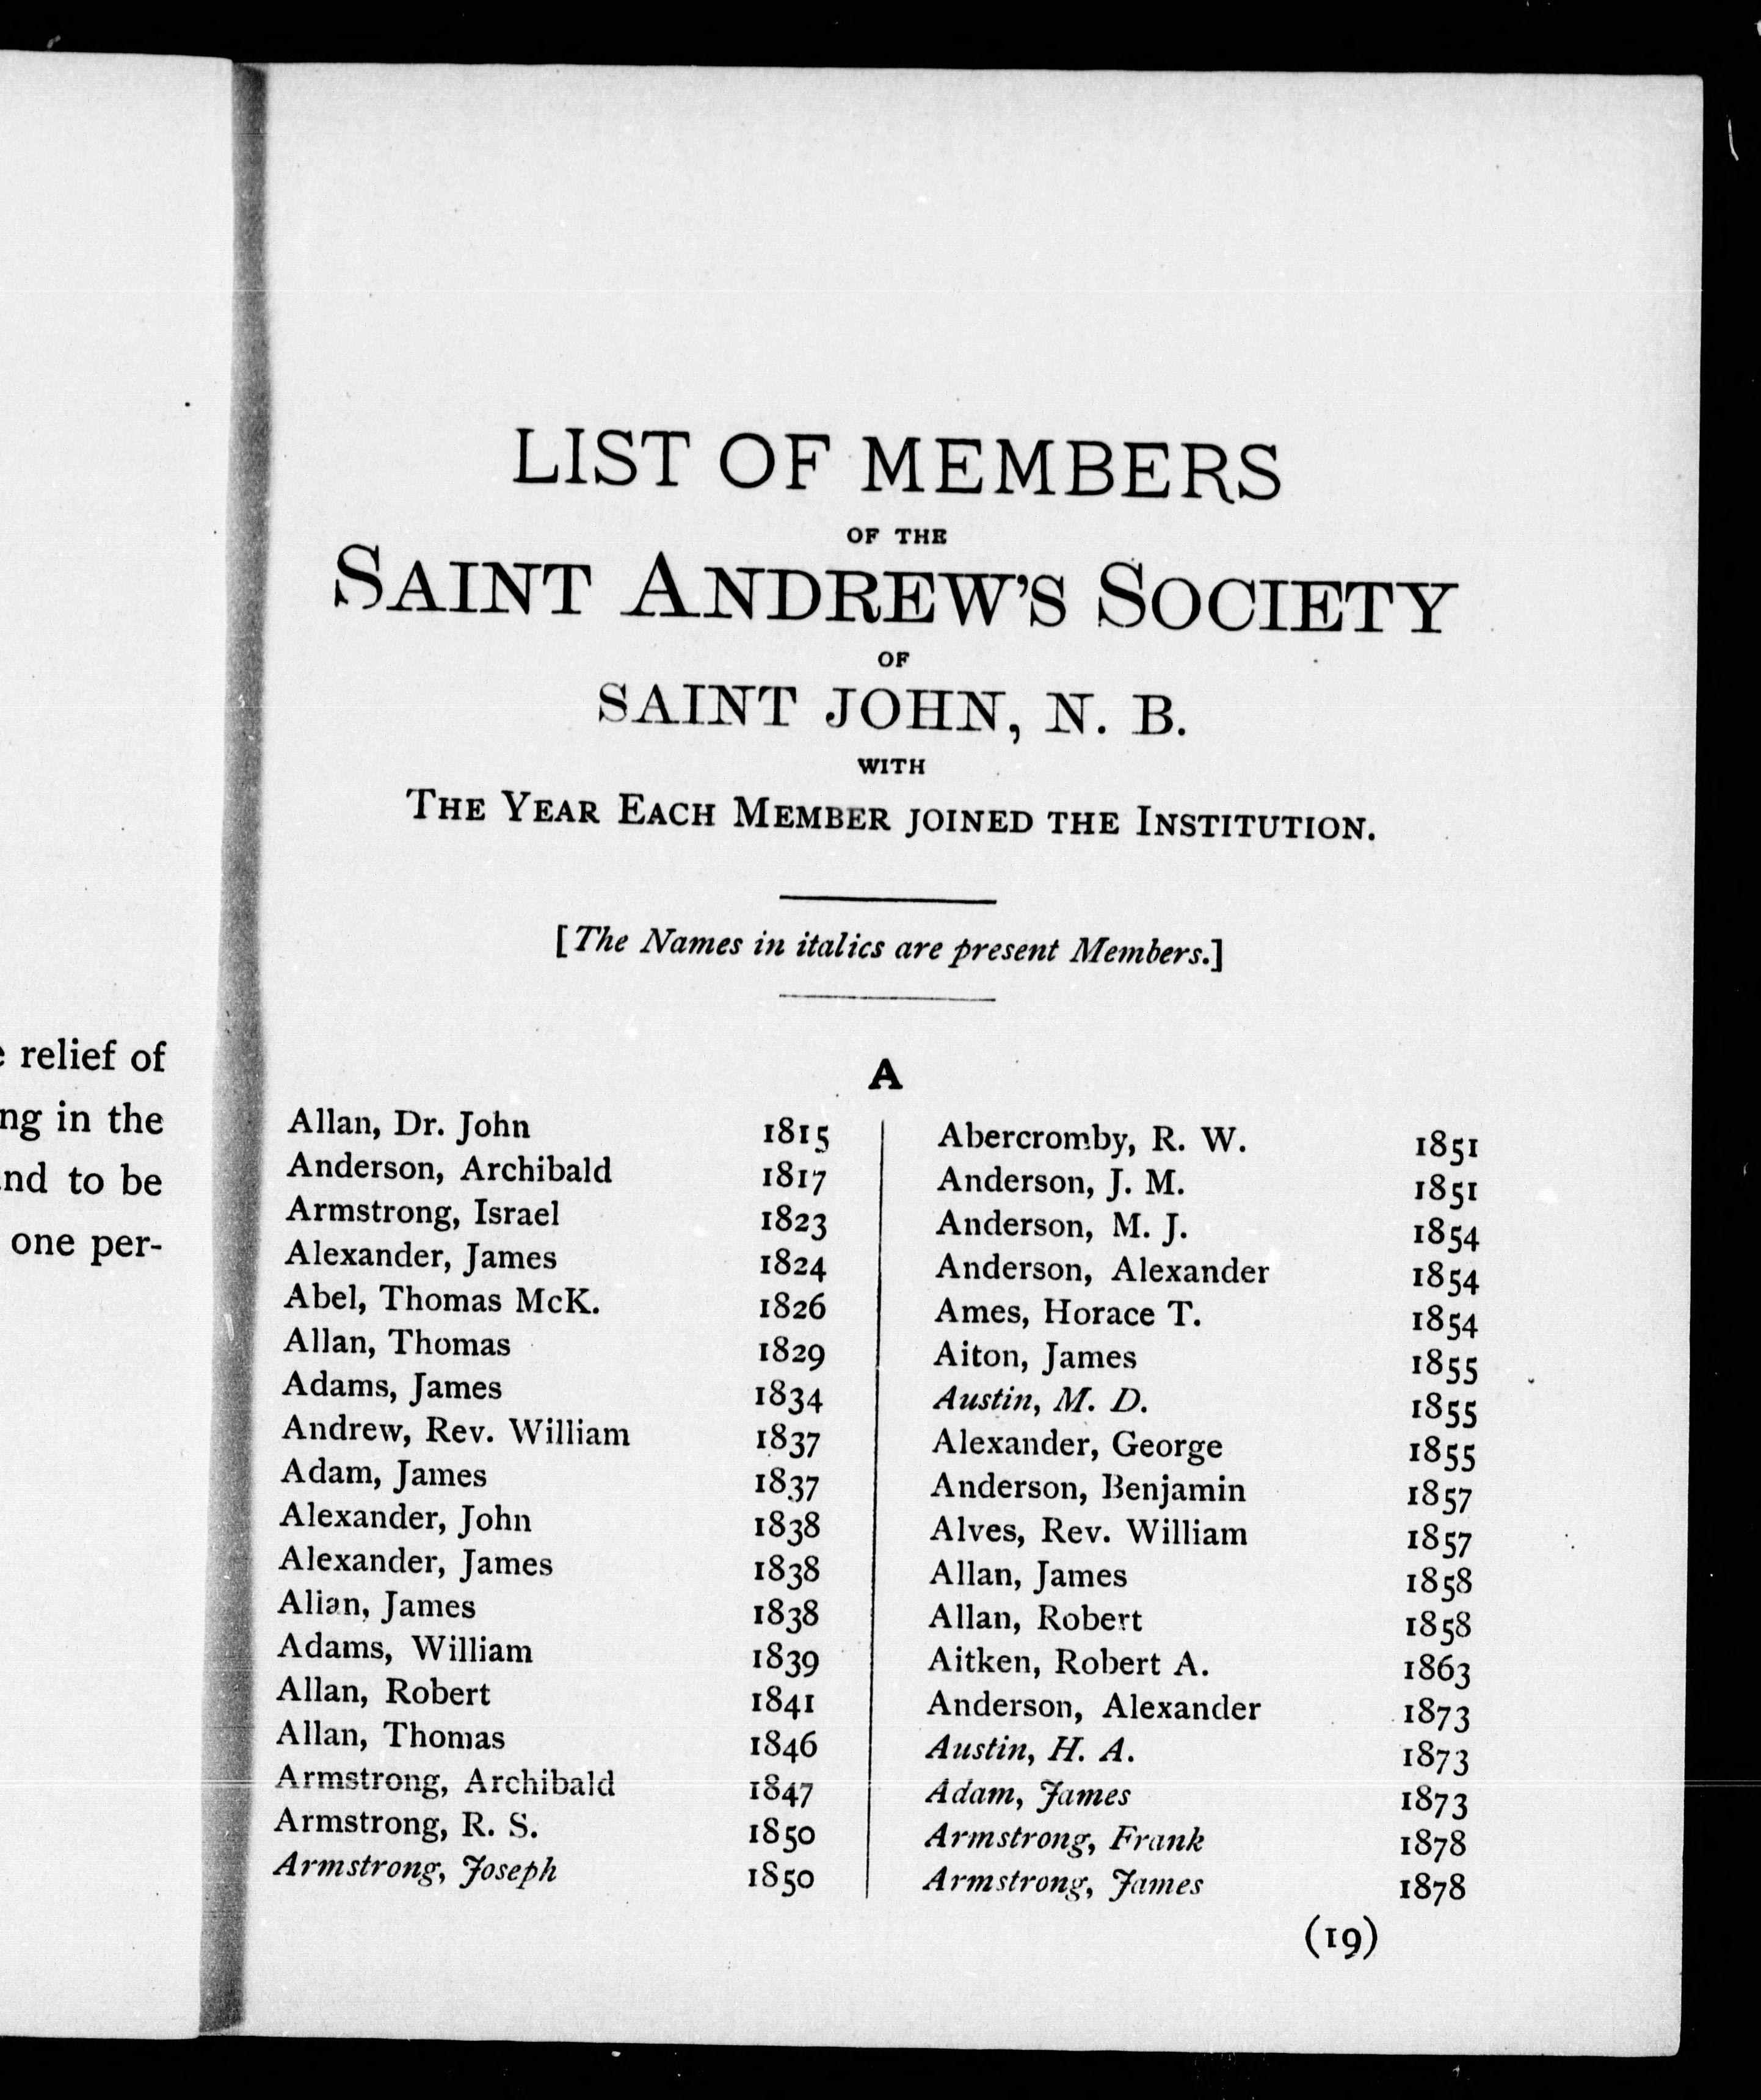 relief of
ng in the
nd to be
one per-
LIST OF MEMBERS
OF THE
SAINT ANDREW'S SOCIETY
OF
SAINT JOHN, N. B.
WITH
THE YEAR EACH MEMBER JOINED THE INSTITUTION.
[The Names in italics are present Members.]
A
Allan, Dr. John 1815
Anderson, Archibald 1817
Armstrong, Israel 1823
Alexander, James 1824
Abel, Thomas McK. 1826
Allan, Thomas 1829
Adams, James 1834
Andrew, Rev. William 1837
Adam, James 1837
Alexander, John 1838
Alexander, James 1838
Allan, James 1838
Adams, William 1839
Allan, Robert 1841
Allan, Thomas 1846
Armstrong, Archibald 1847
Armstrong, R. S. 1850
Armstrong, Joseph 1850
Abercromby, R. W. 1851
Anderson, J. M. 1851
Anderson, M. J. 1854
Anderson, Alexander 1854
Ames, Horace T. 1854
Aiton, James 1855
Austin, M. D. 1855
Alexander, George 1855
Anderson, Benjamin 1857
Alves, Rev. William 1857
Allan, James 1858
Allan, Robert 1858
Aitken, Robert A. 1863
Anderson, Alexander 1873
Austin, H. A. 1873
Adam, James 1873
Armstrong, Frank 1878
Armstrong, James 1878
(19)